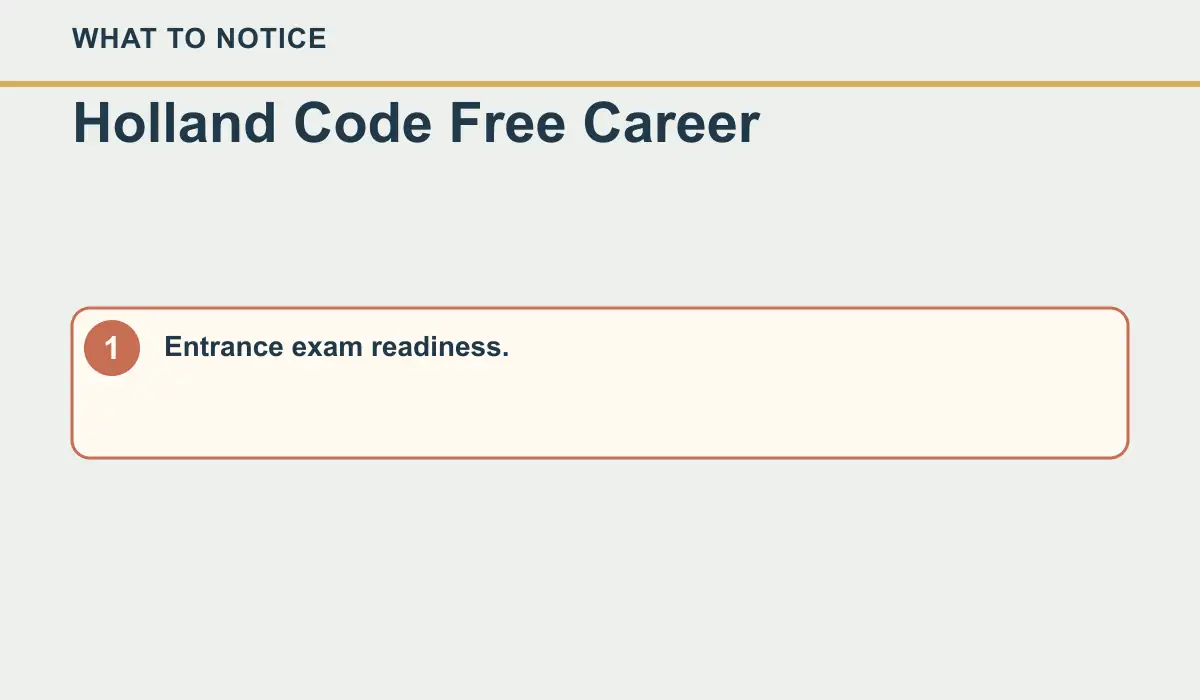 WHAT TO NOTICE
Holland Code Free Career
1 Entrance exam readiness.